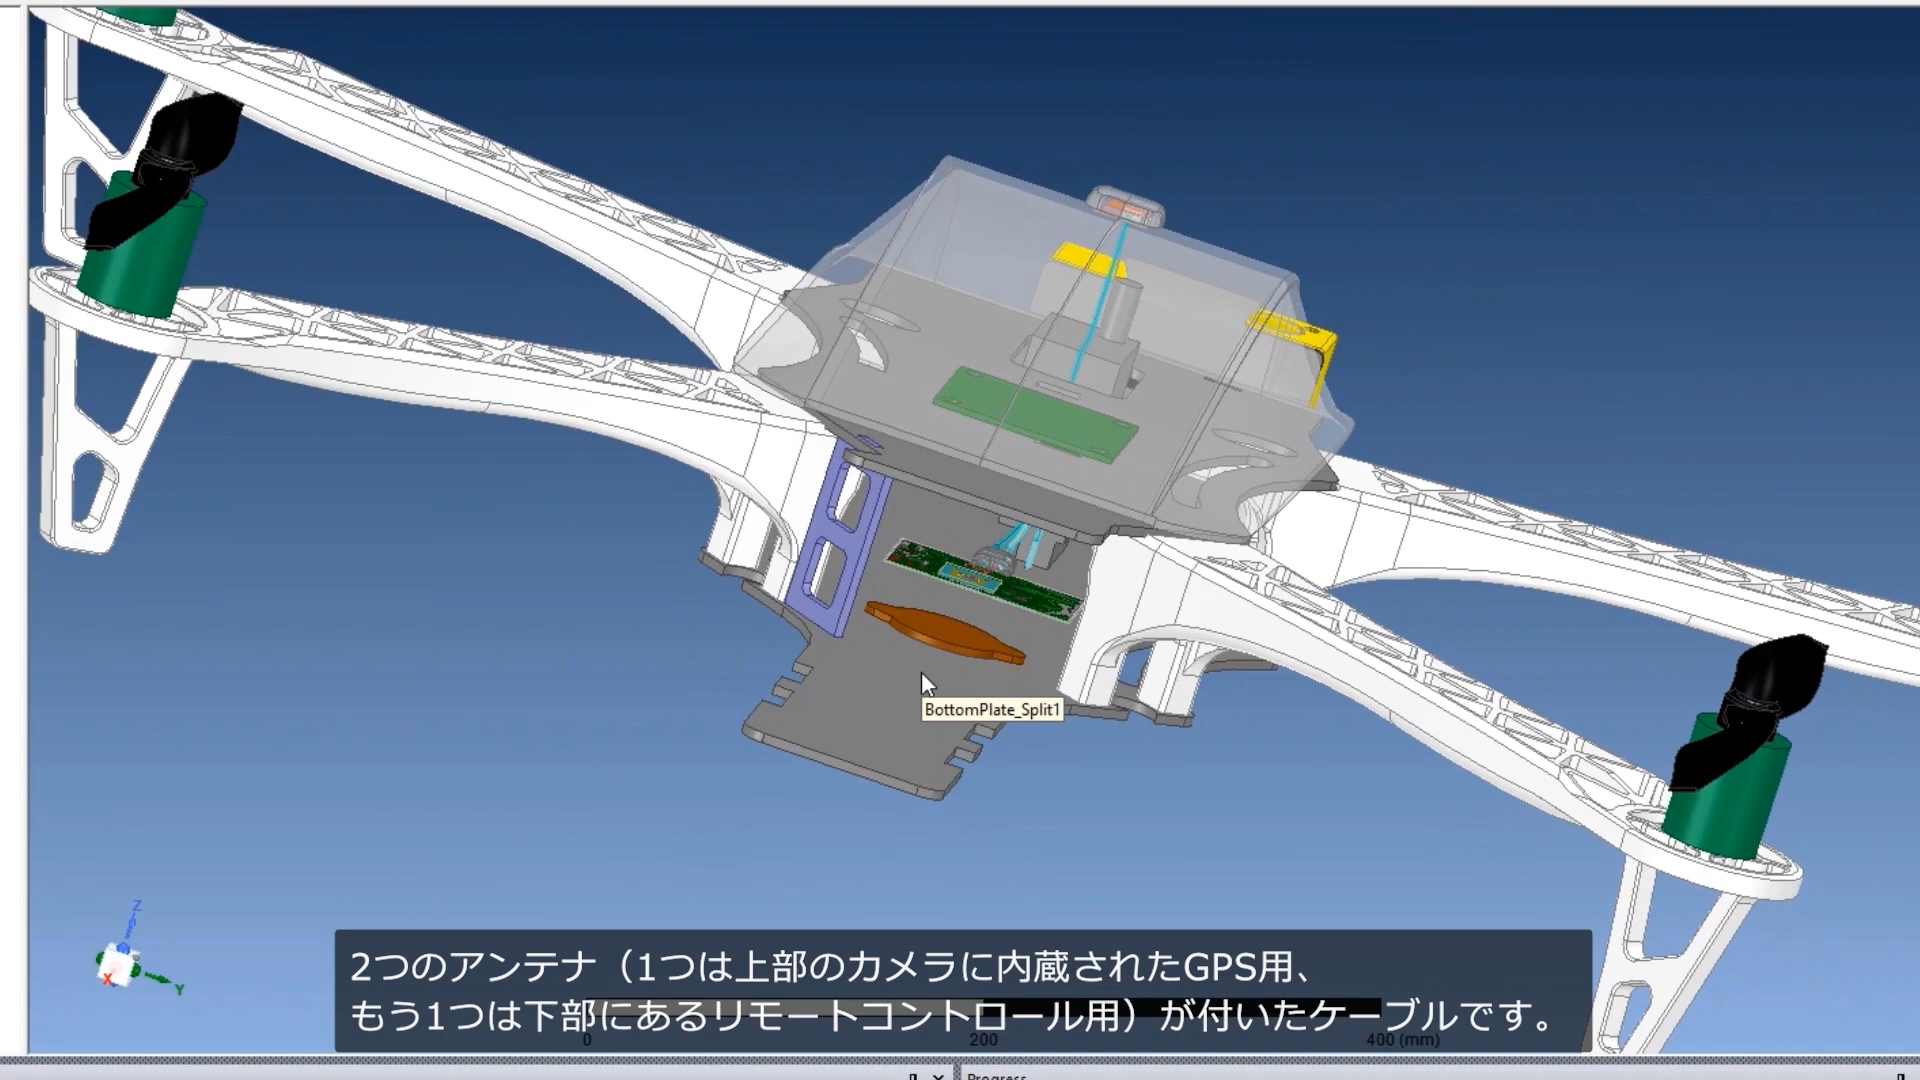 BottomPlate_Split1
Z
X
Y
2つのアンテナ（1つは上部のカメラに内蔵されたGPS用、
もう1つは下部にあるリモートコントロール用）が付いたケーブルです。
0 200 400 (mm)
Progress